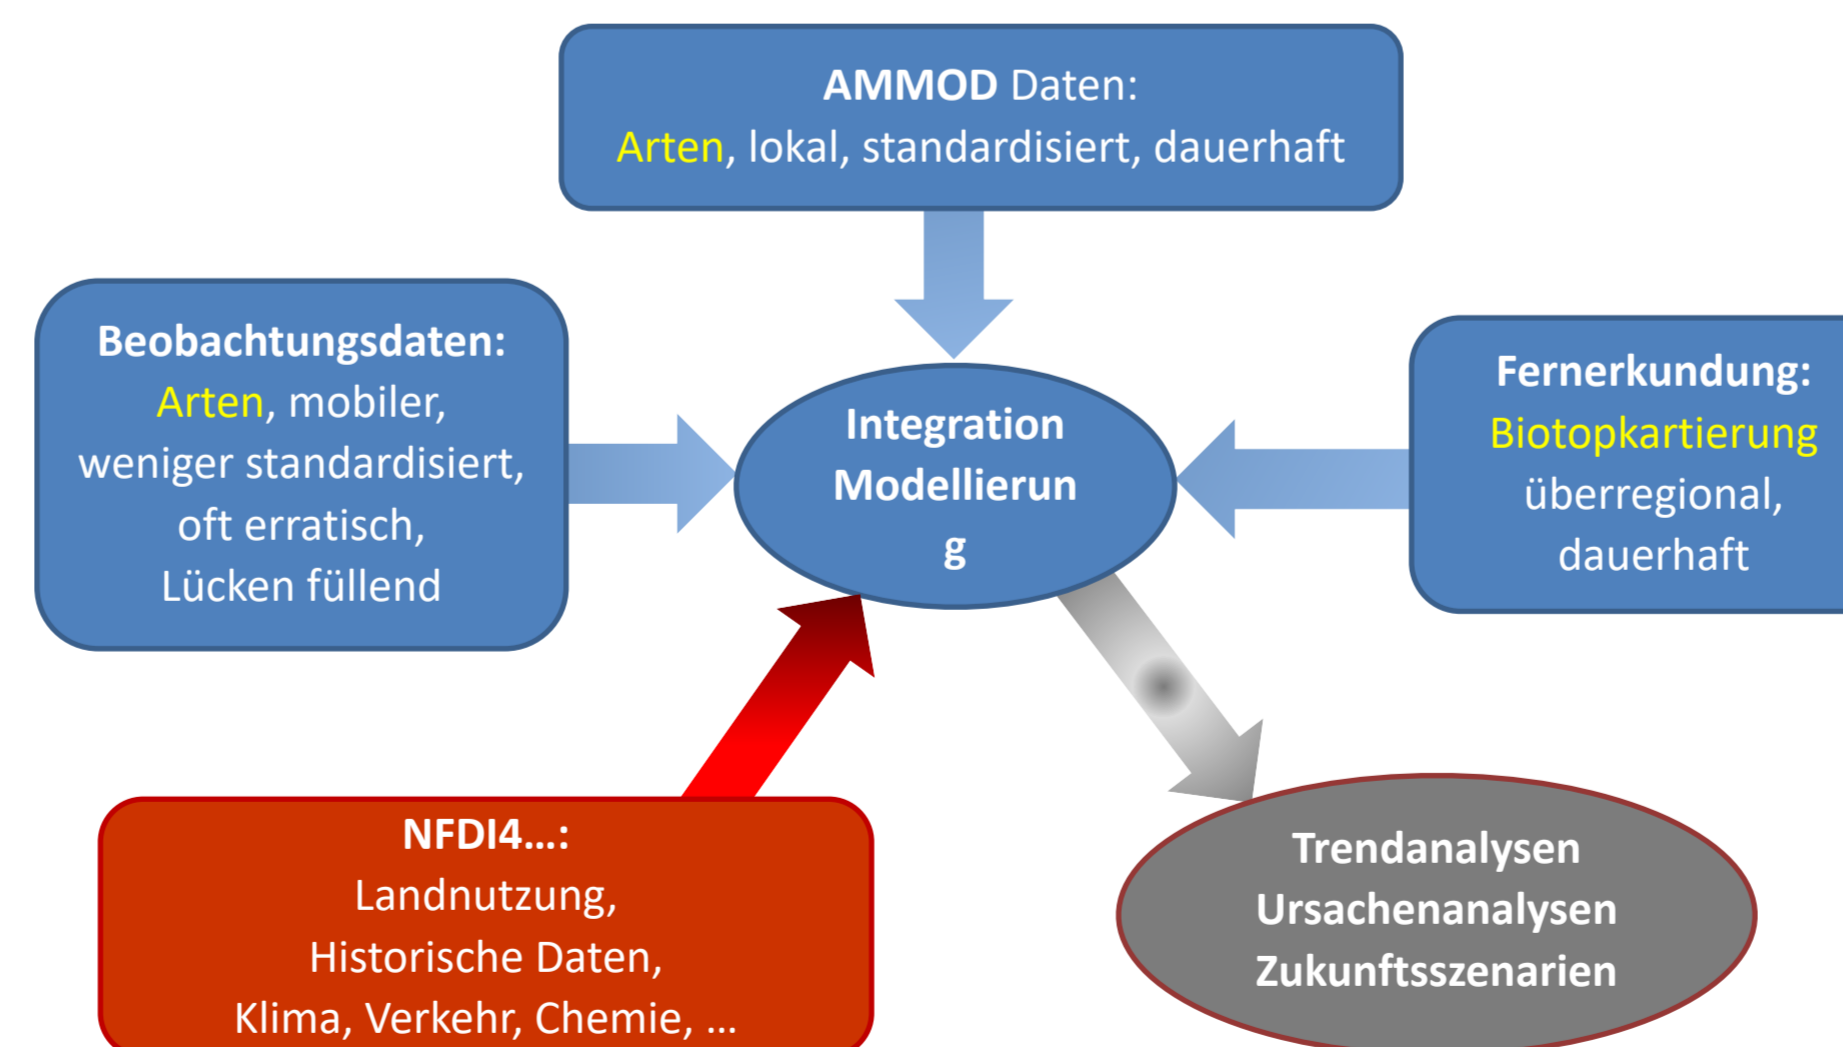 AMMOD Daten:
Arten, lokal, standardisiert, dauerhaft
Beobachtungsdaten:
Arten, mobiler,
weniger standardisiert,
oft erratisch,
Lücken füllend
Integration
Modellierun
g
Fernerkundung:
Biotopkartierung
überregional,
dauerhaft
NFDI4...:
Landnutzung,
Historische Daten,
Klima, Verkehr, Chemie, ...
Trendanalysen
Ursachenanalysen
Zukunftsszenarien